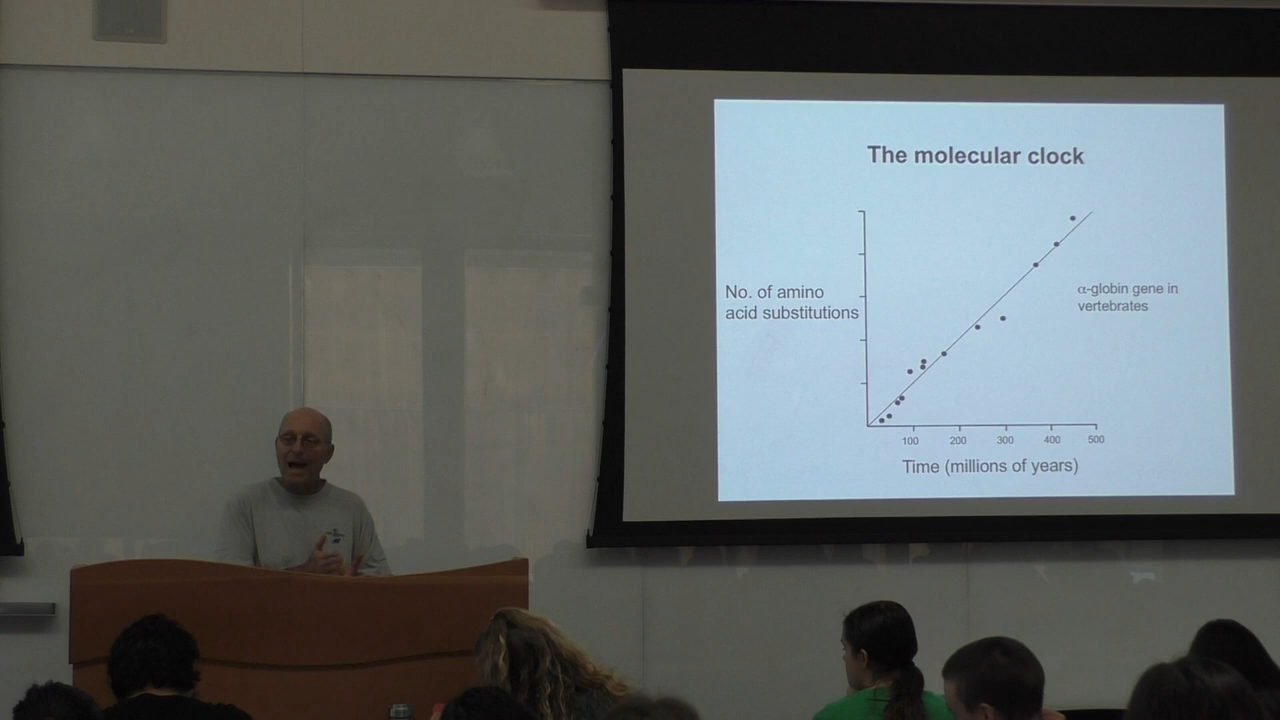 The molecular clock
No. of amino
acid substitutions
α-globin gene in
vertebrates
100 200 300 400 500
Time (millions of years)